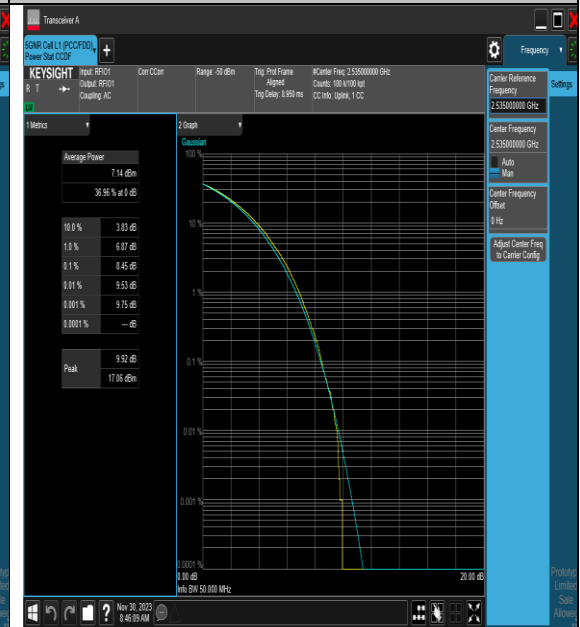 Transceiver A
5GNR Cell L1 (PCC/FDD),
Power Stat CCDF
Frequency
KEYSIGHT
R T
LW
Input: RFIO1
Output: RFIO1
Coupling: AC
Corr CCorr
Range: -50 dBm
Trig: Prot Frame
Aligned
Trig Delay: 8.950 ms
#Center Freq: 2.535000000 GHz
Counts: 100 k/100 kpt
CC Info: Uplink, 1 CC
Carrier Reference
Frequency
2.535000000 GHz
Settings
Center Frequency
2.535000000 GHz
Auto
Man
Center Frequency
Offset
0 Hz
Adjust Center Freq
to Carrier Config
1 Metrics
Average Power
7.14 dBm
36.96 % at 0 dB
10.0 % 3.83 dB
1.0 % 6.87 dB
0.1 % 8.45 dB
0.01 % 9.53 dB
0.001 % 9.75 dB
0.0001 % --- dB
Peak
9.92 dB
17.06 dBm
2 Graph
Gaussian
100 %
10 %
1 %
0.1 %
0.01 %
0.001 %
0.0001 %
0.00 dB 20.00 dB
Info BW 50.000 MHz
Nov 30, 2023
8:46:09 AM